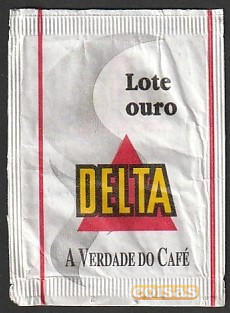 Lote
ouro
DELTA
A VERDADE DO CAFÉ
coisas